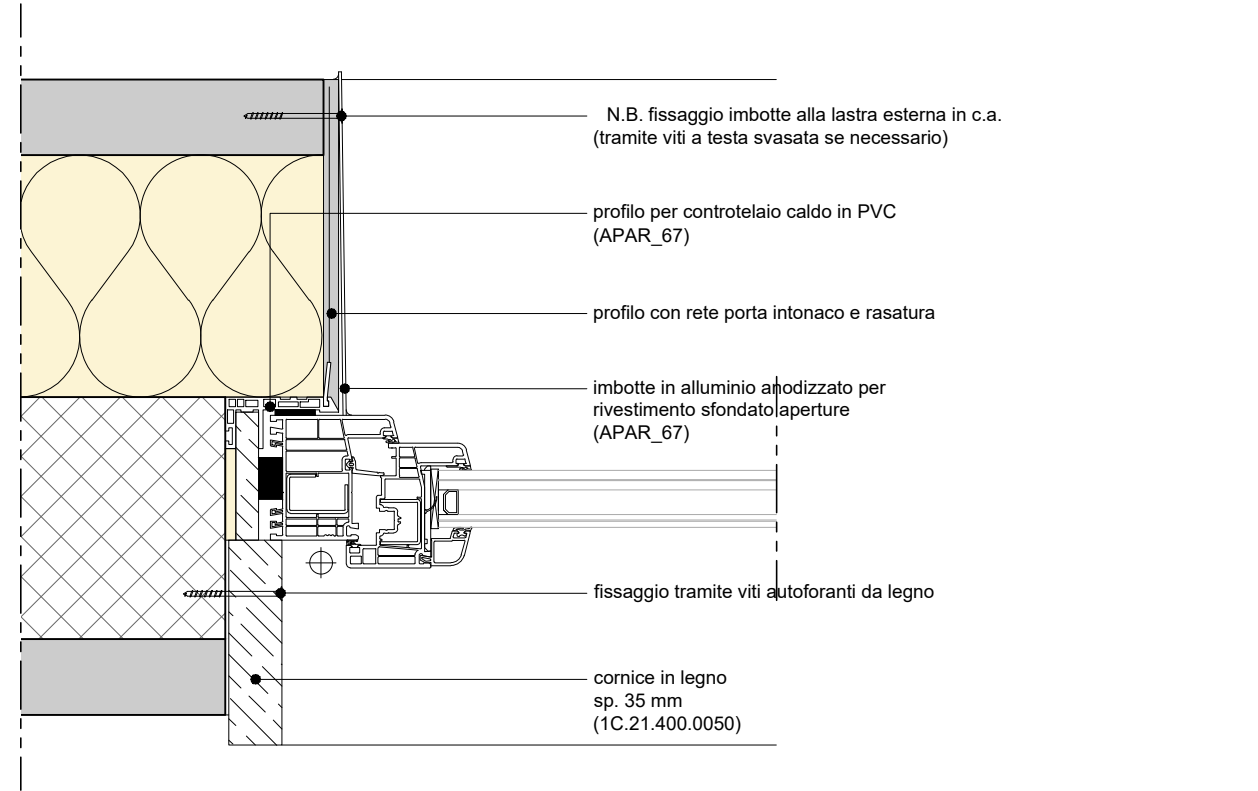 N.B. fissaggio imbotte alla lastra esterna in c.a.
(tramite viti a testa svasata se necessario)
profilo per controtelaio caldo in PVC
(APAR_67)
profilo con rete porta intonaco e rasatura
imbotte in alluminio anodizzato per
rivestimento sfondato aperture
(APAR_67)
fissaggio tramite viti autoforanti da legno
cornice in legno
sp. 35 mm
(1C.21.400.0050)